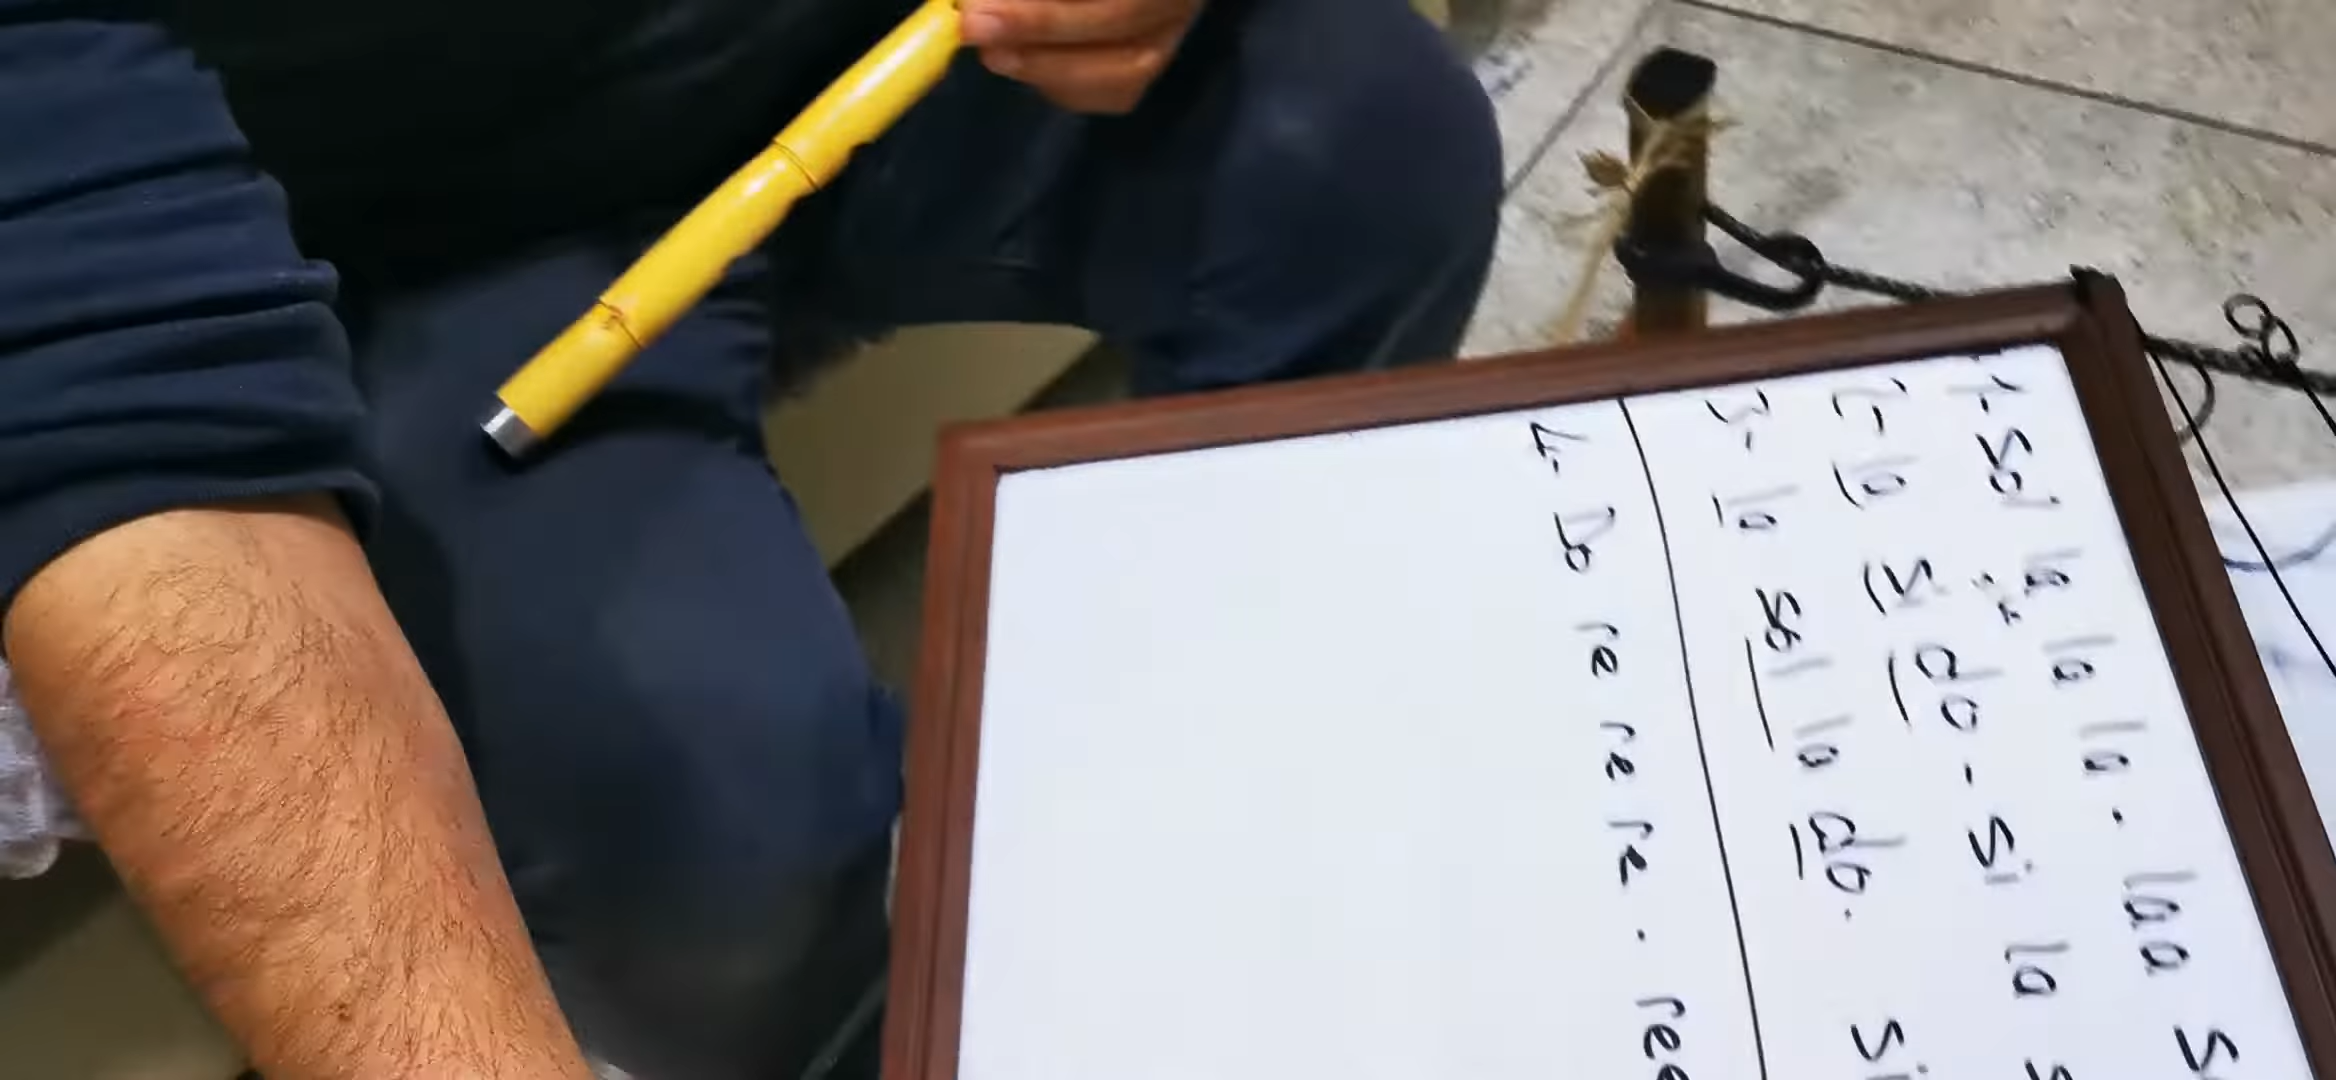 1- Sol la la la. laa s
2- la si do - si la s
3- la sol la do. si
4. Do re re re. ree